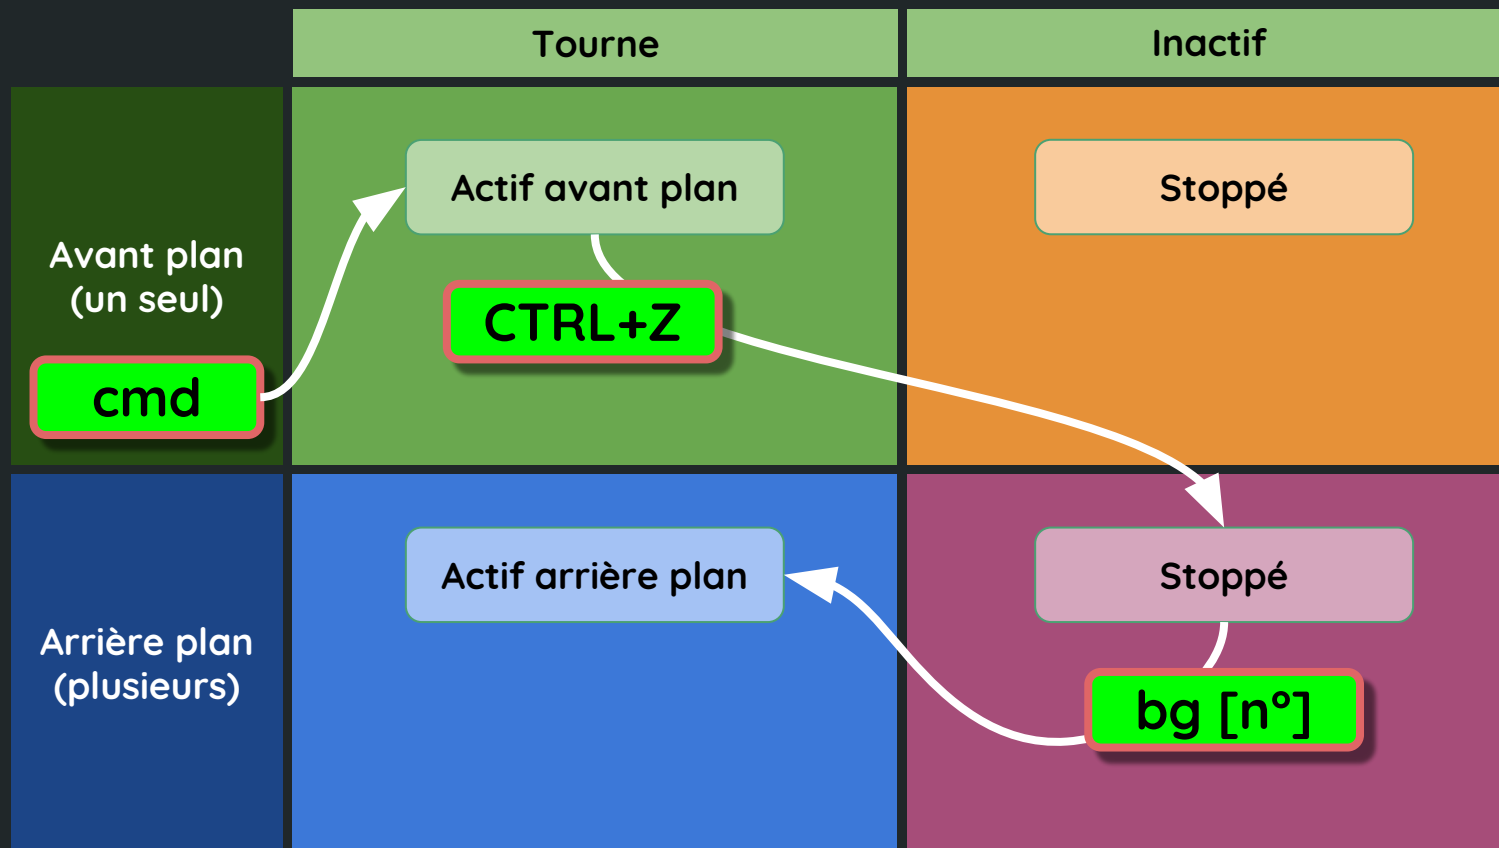 Tourne
Inactif
Actif avant plan
Stoppé
Avant plan
(un seul)
CTRL+Z
cmd
Actif arrière plan
Stoppé
Arrière plan
(plusieurs)
bg [n°]